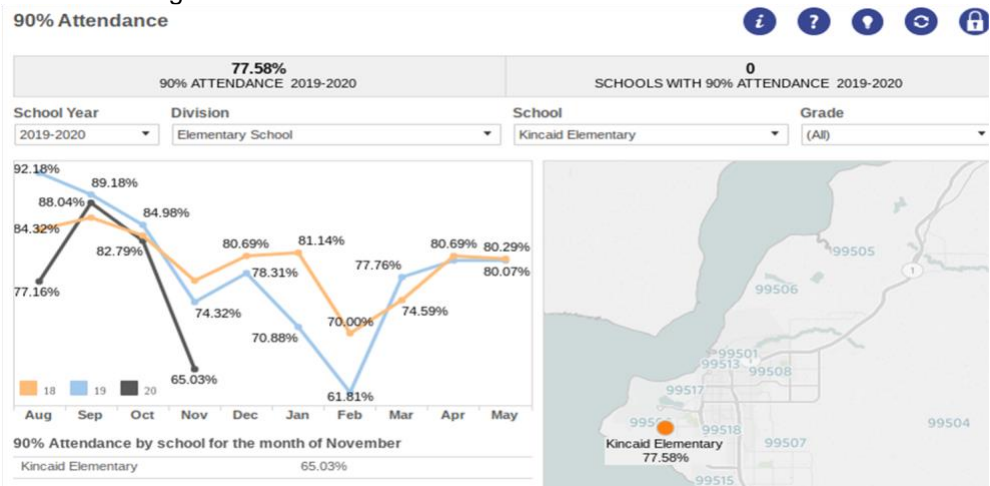 90% Attendance
77.58%
90% ATTENDANCE 2019-2020
0
SCHOOLS WITH 90% ATTENDANCE 2019-2020
School Year
Division
School
Grade
2019-2020
Elementary School
Kincaid Elementary
(All)
92.18%
89.18%
88.04%
84.98%
84.32%
82.79%
80.69%
81.14%
80.69%
80.29%
77.16%
78.31%
77.76%
80.07%
74.32%
70.88%
70.00%
74.59%
65.03%
61.81%
18
19
20
Aug Sep Oct Nov Dec Jan Feb Mar Apr May
90% Attendance by school for the month of November
Kincaid Elementary 65.03%
99505
1
99506
99501
99513
99508
99517
99518
99504
99507
Kincaid Elementary
77.58%
99515